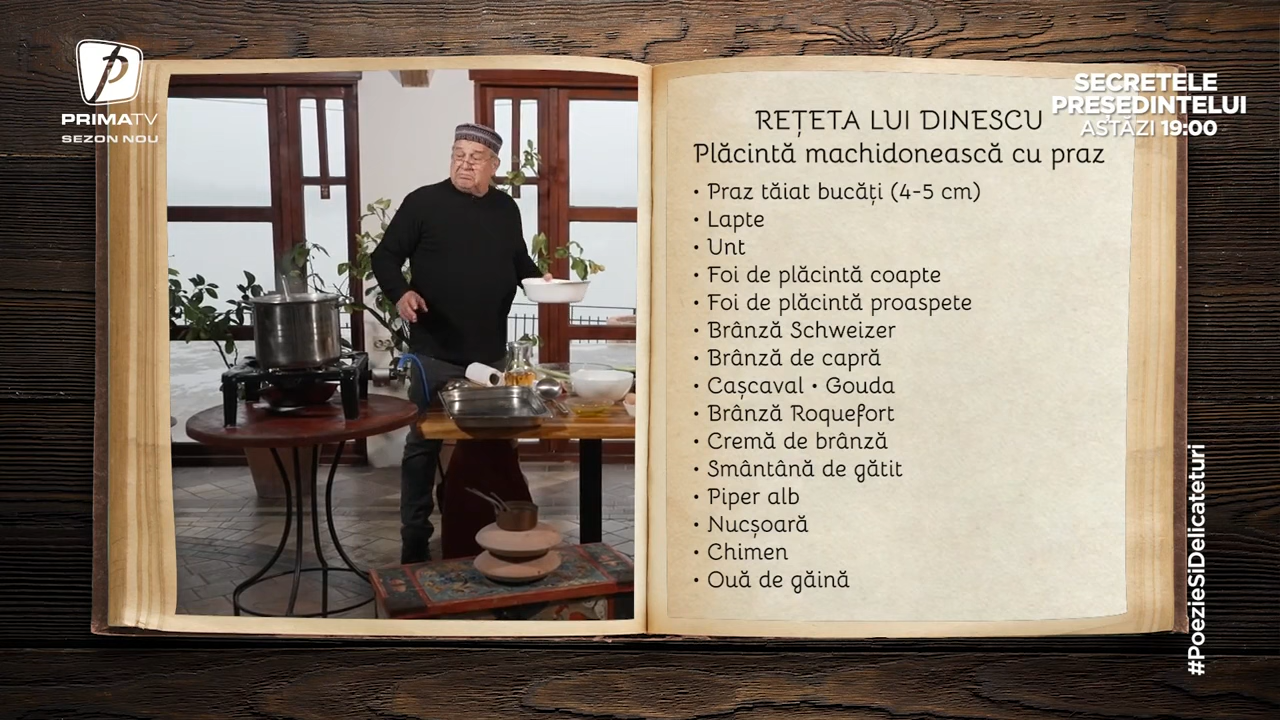 PRIMATV
SEZON NOU
SECRETELE
PREȘEDINTELUI
ASTĂZI 19:00
REȚETA LUI DINESCU
Plăcintă machidonească cu praz
• Praz tăiat bucăți (4-5 cm)
• Lapte
• Unt
• Foi de plăcintă coapte
• Foi de plăcintă proaspete
• Brânză Schweizer
• Brânză de capră
• Cașcaval • Gouda
• Brânză Roquefort
• Cremă de brânză
• Smântână de gătit
• Piper alb
• Nucșoară
• Chimen
• Ouă de găină
#PoezieSiDelicateturi